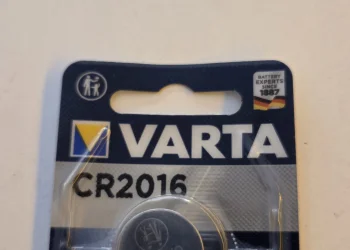 BATTERY
EXPERTS
SINCE
1887
VARTA
CR2016